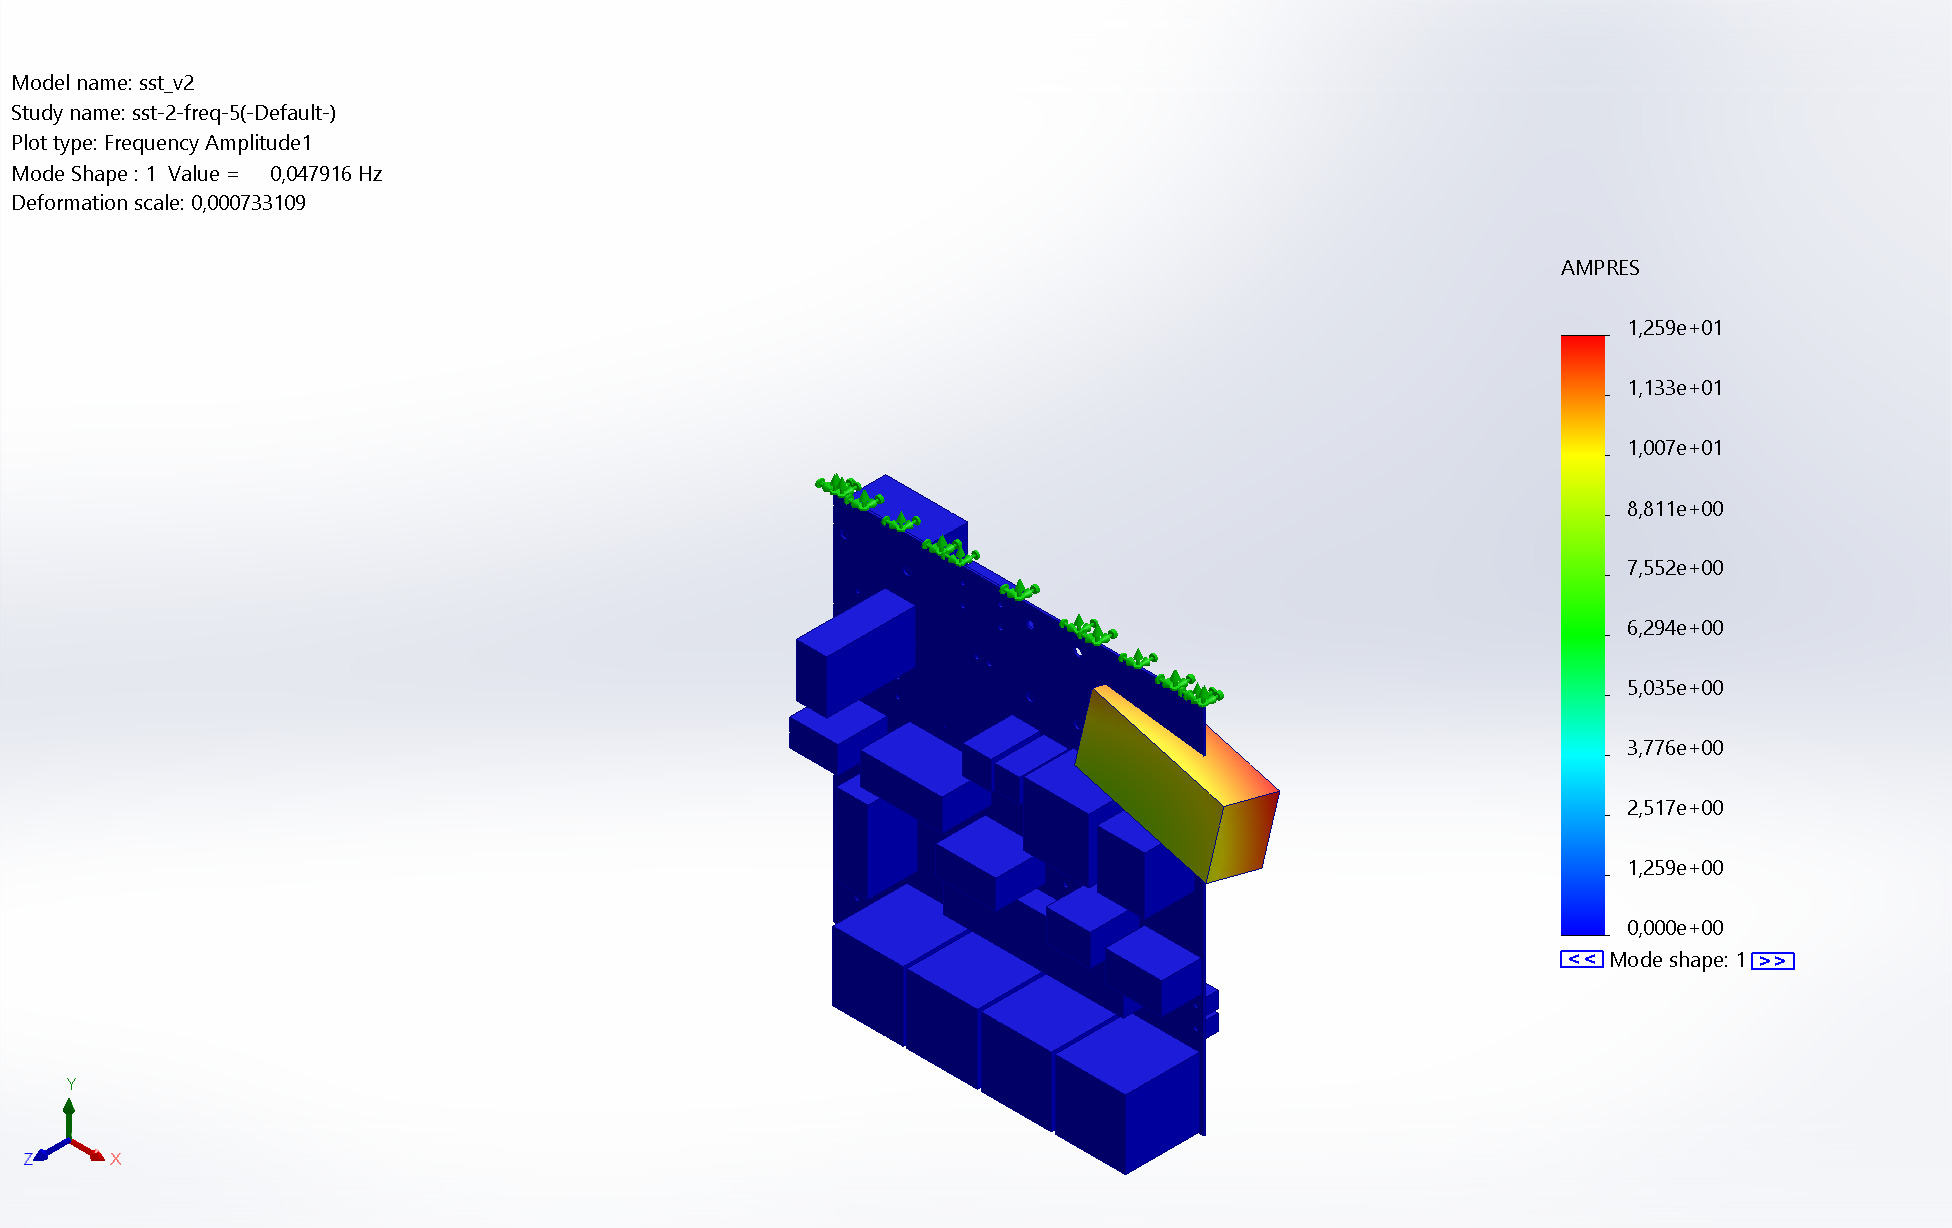 Model name: sst_v2
Study name: sst-2-freq-5(-Default-)
Plot type: Frequency Amplitude1
Mode Shape : 1 Value = 0,047916 Hz
Deformation scale: 0,000733109
AMPRES
1,259e+01
1,133e+01
1,007e+01
8,811e+00
7,552e+00
6,294e+00
5,035e+00
3,776e+00
2,517e+00
1,259e+00
0,000e+00
<< Mode shape: 1 >>
Y
Z
X